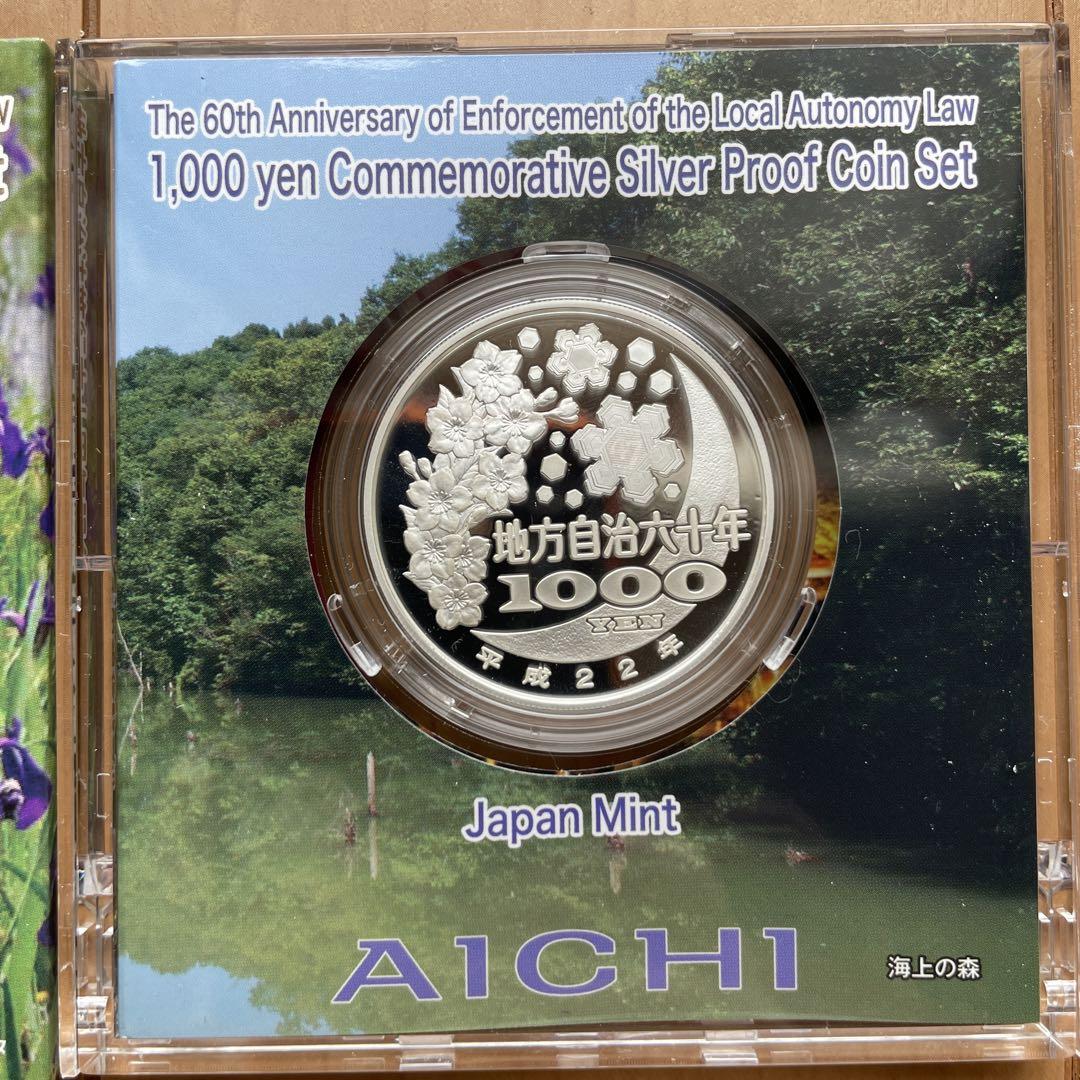 The 60th Anniversary of Enforcement of the Local Autonomy Law
1,000 yen Commemorative Silver Proof Coin Set
地方自治六十年
1000
YEN
平成22年
Japan Mint
AICHI
海上の森